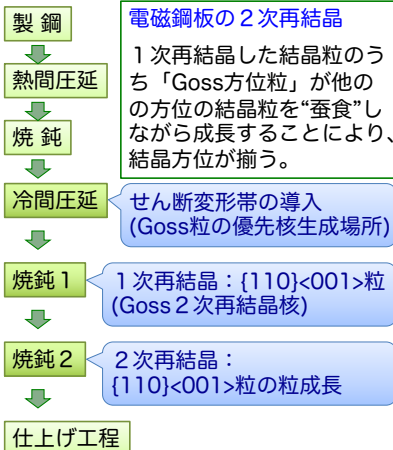 製 鋼
熱間圧延
焼 鈍
冷間圧延
焼鈍１
焼鈍２
仕上げ工程
電磁鋼板の２次再結晶
１次再結晶した結晶粒のう
ち「Goss方位粒」が他の
の方位の結晶粒を“蚕食”し
ながら成長することにより、
結晶方位が揃う。
せん断変形帯の導入
(Goss粒の優先核生成場所)
１次再結晶：{110}<001>粒
(Goss２次再結晶核)
２次再結晶：
{110}<001>粒の粒成長